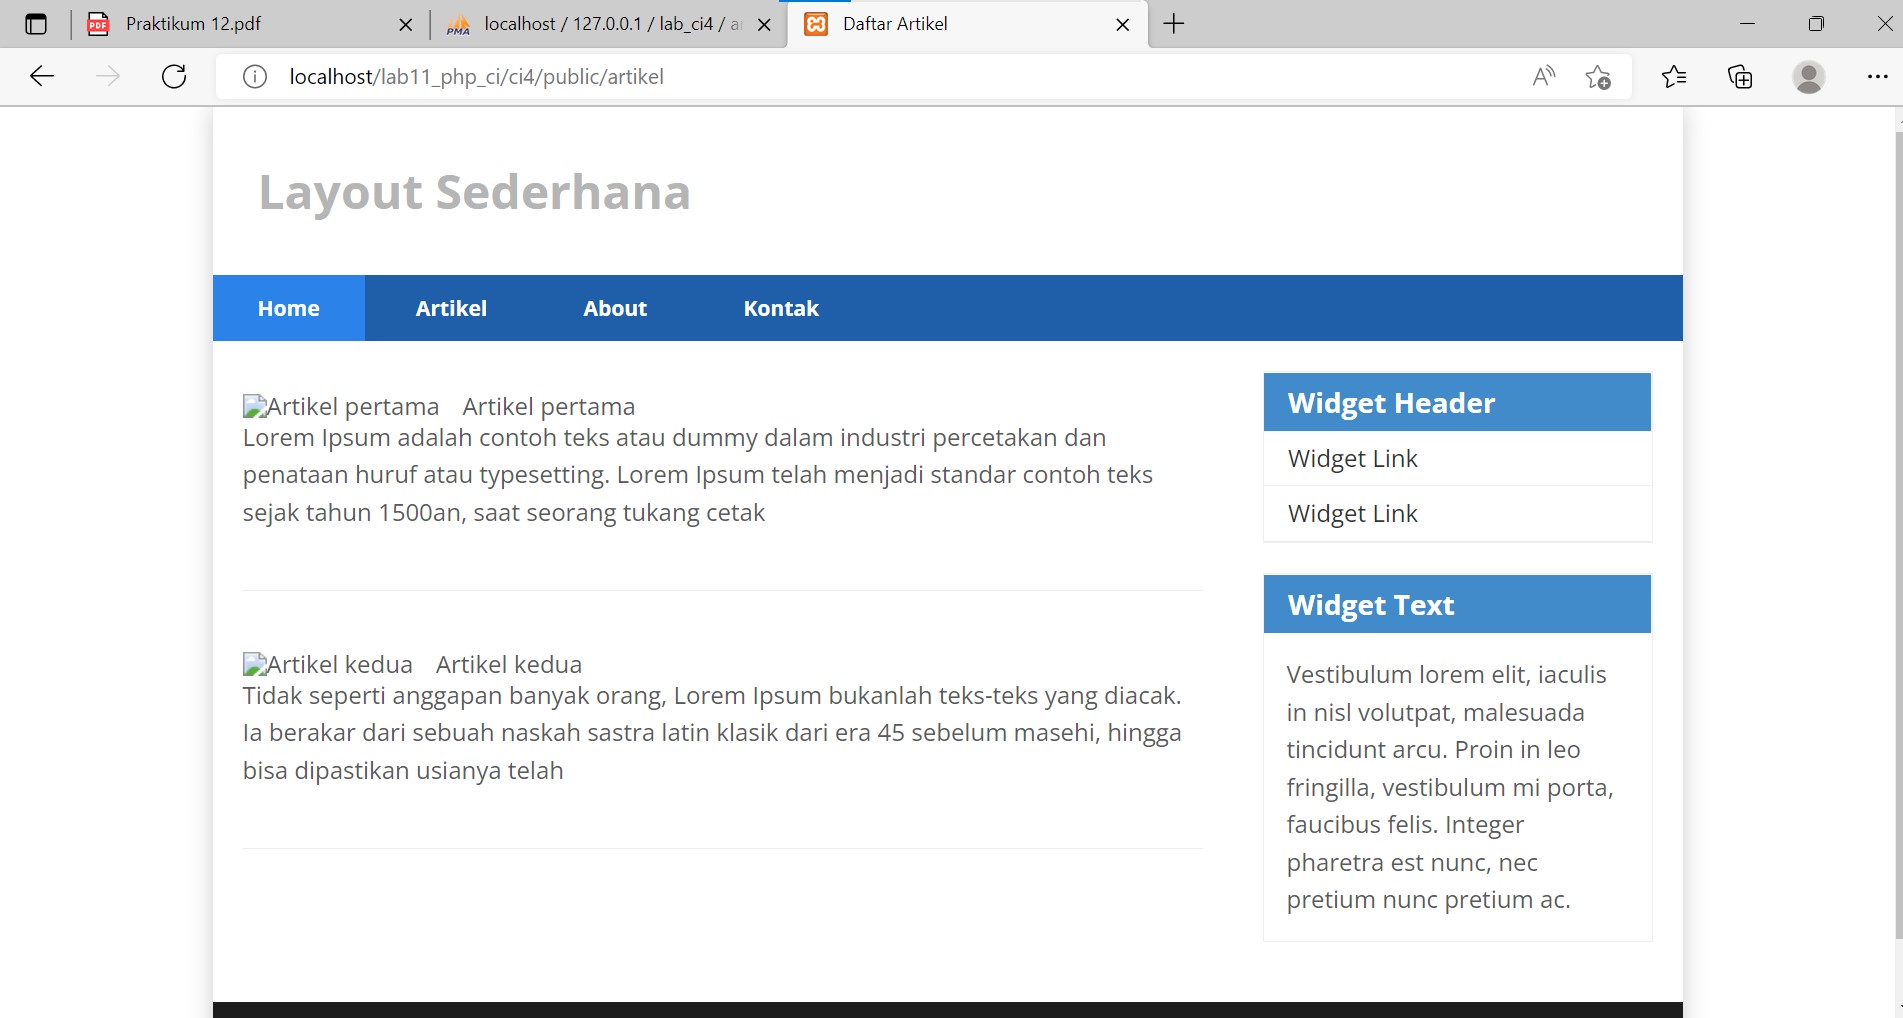 Praktikum 12.pdf
localhost / 127.0.0.1 / lab_ci4 /
Daftar Artikel
localhost/lab11_php_ci/ci4/public/artikel
Layout Sederhana
Home Artikel About Kontak
Artikel pertama Artikel pertama
Lorem Ipsum adalah contoh teks atau dummy dalam industri percetakan dan
penataan huruf atau typesetting. Lorem Ipsum telah menjadi standar contoh teks
sejak tahun 1500an, saat seorang tukang cetak
Artikel kedua Artikel kedua
Tidak seperti anggapan banyak orang, Lorem Ipsum bukanlah teks-teks yang diacak.
Ia berakar dari sebuah naskah sastra latin klasik dari era 45 sebelum masehi, hingga
bisa dipastikan usianya telah
Widget Header
Widget Link
Widget Link
Widget Text
Vestibulum lorem elit, iaculis
in nisl volutpat, malesuada
tincidunt arcu. Proin in leo
fringilla, vestibulum mi porta,
faucibus felis. Integer
pharetra est nunc, nec
pretium nunc pretium ac.